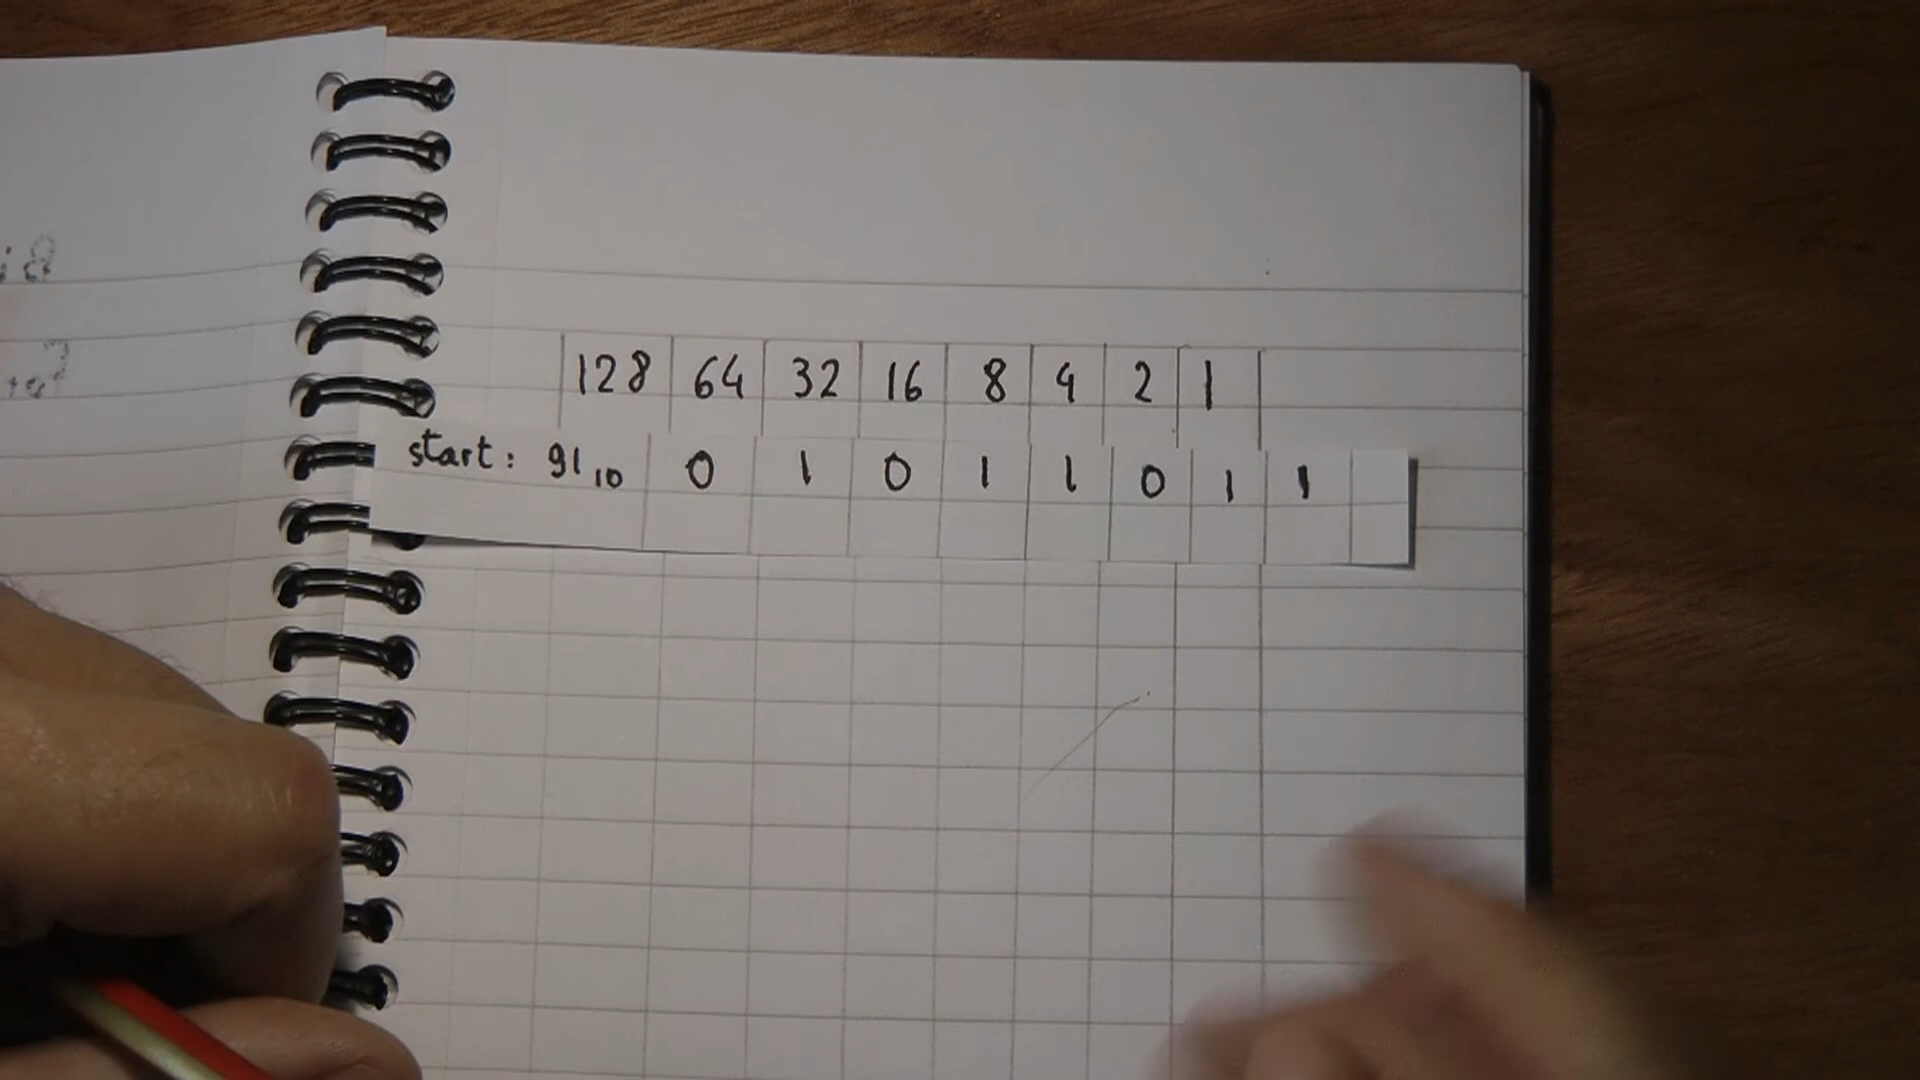 128 64 32 16 8 4 2 1
start: 91₁₀ 0 1 0 1 1 0 1 1